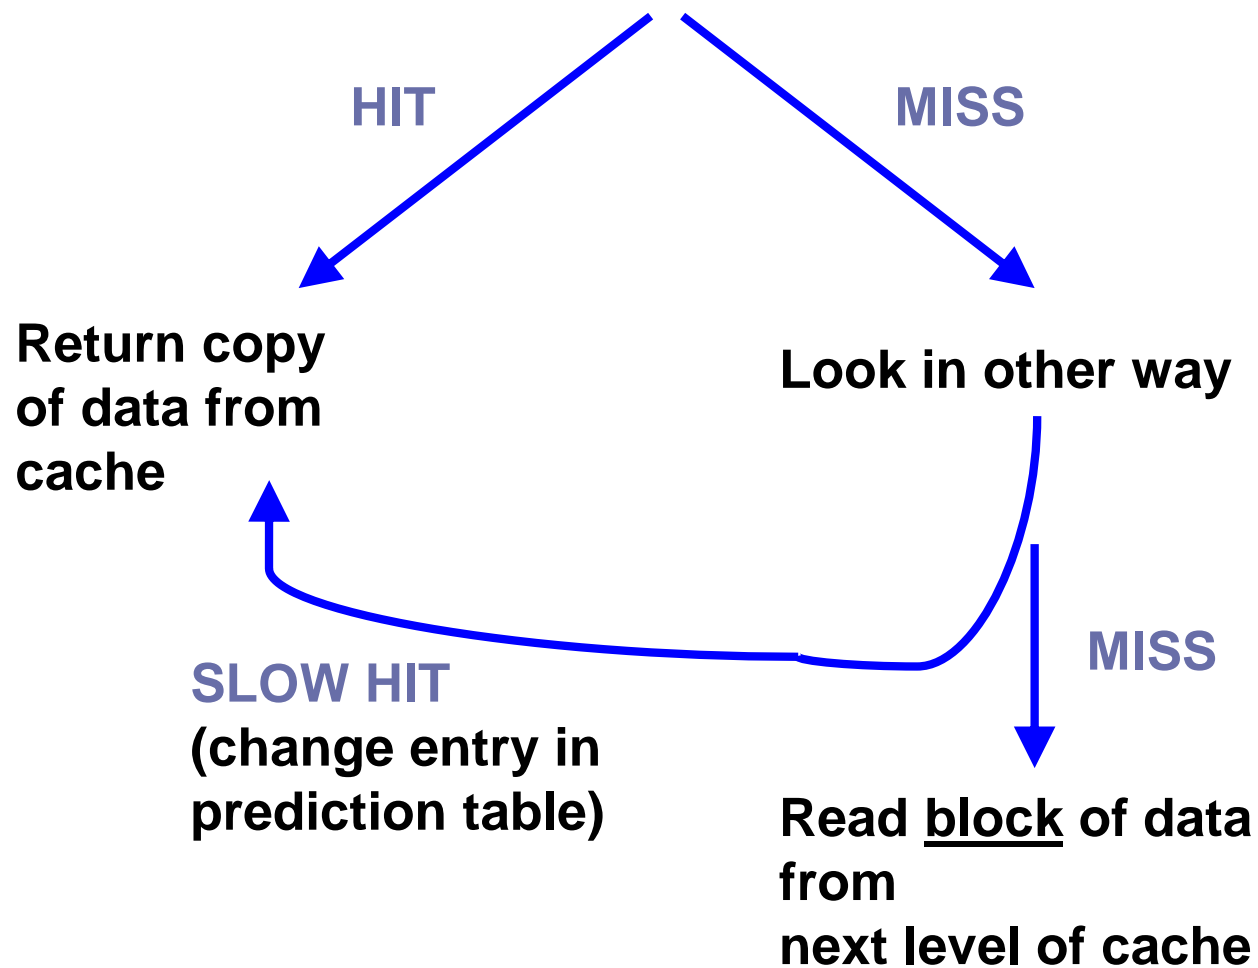 HIT
MISS
Return copy
of data from
cache
Look in other way
SLOW HIT
(change entry in
prediction table)
MISS
Read block of data
from
next level of cache